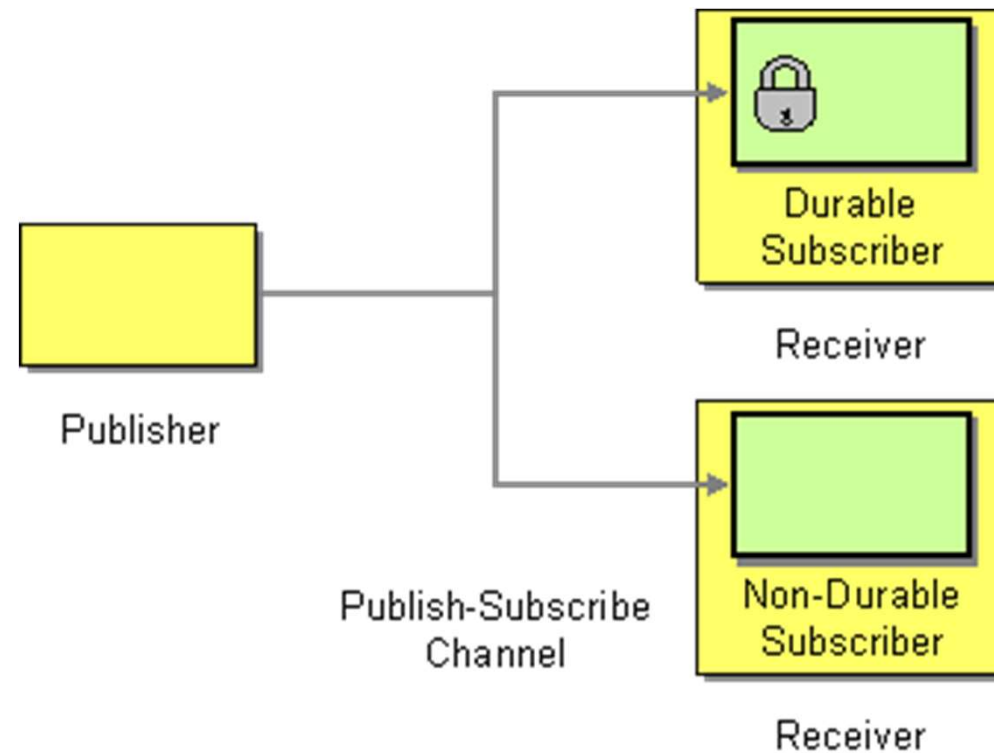 Durable
Subscriber
Receiver
Publisher
Publish-Subscribe
Channel
Non-Durable
Subscriber
Receiver